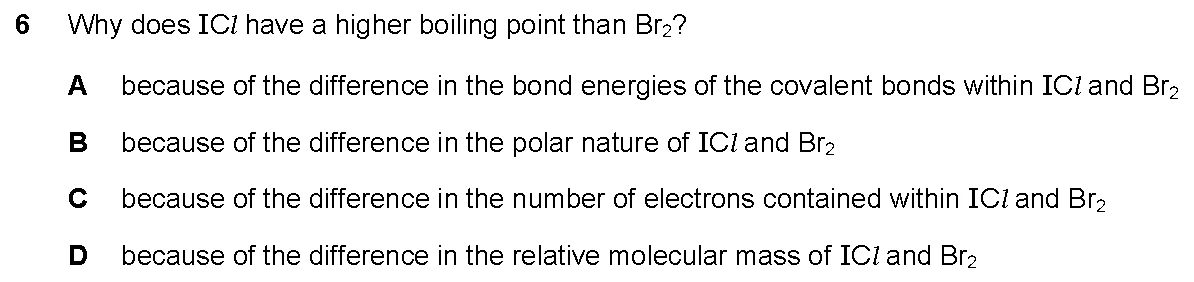 6 Why does ICl have a higher boiling point than Br₂?
A because of the difference in the bond energies of the covalent bonds within ICl and Br₂
B because of the difference in the polar nature of ICl and Br₂
C because of the difference in the number of electrons contained within ICl and Br₂
D because of the difference in the relative molecular mass of ICl and Br₂